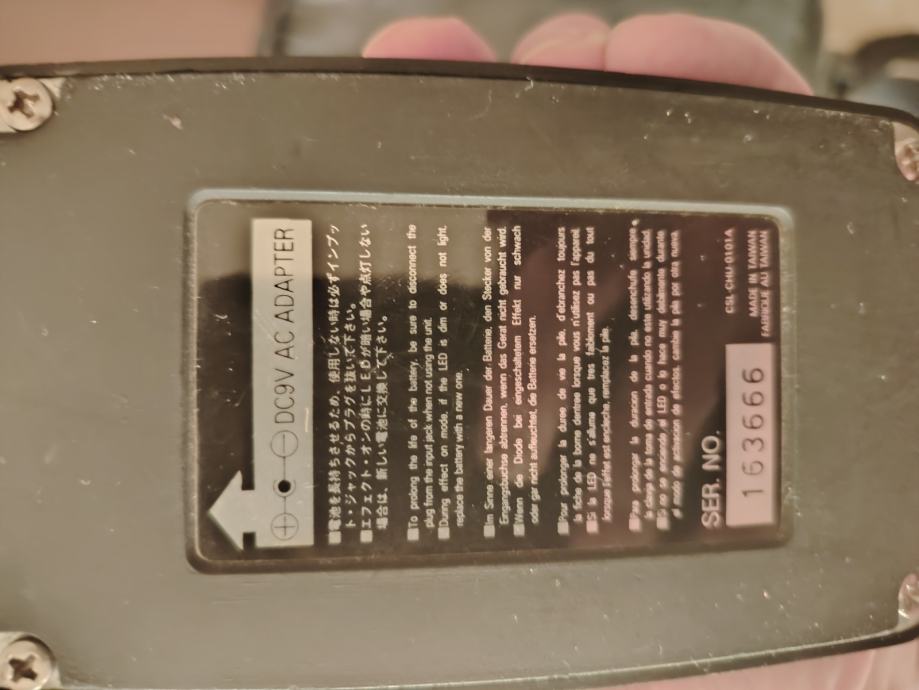 DC9V AC ADAPTER
■電池を長持ちさせるため、使用しない時は必ずインプッ
ト・ジャックからプラグを抜いて下さい。
■エフェクト・オンの時にLEDが暗い場合や点灯しない
場合は、新しい電池に交換して下さい。
■To prolong the life of the battery, be sure to disconnect the
plug from the input jack when not using the unit.
■During effect on mode, if the LED is dim or does not light,
replace the battery with a new one.
■Im Sinne einer langeren Dauer der Batterie, den Stecker von der
Eingangsbuchse abtrennen, wenn das Gerat nicht gebraucht wird.
■Wenn die Diode bei eingeschaltetem Effekt nur schwach
oder gar nicht aufleuchtet, die Batterie ersetzen.
■Pour prolonger la duree de vie la pile, d'ebranchez toujours
la fiche de la borne d'entree lorsque vous n'utilisez pas l'appareil.
■Si la LED ne s'allume que tres faiblement ou pas du tout
lorsque l'effet est encleche, remplacez la pile.
■Para prolongar la duracion de la pila, desenchufe siempre
la clavija de la toma de entrada cuando no este utilizando la unidad.
■Si no se enciende el LED o lo hace muy debilmente durante
el modo de activacion de efectos, cambie la pila por otra nueva.
SER. NO.
163666
CSL-CHU-0101A
MADE IN TAIWAN
FABRIQUE AU TAIWAN